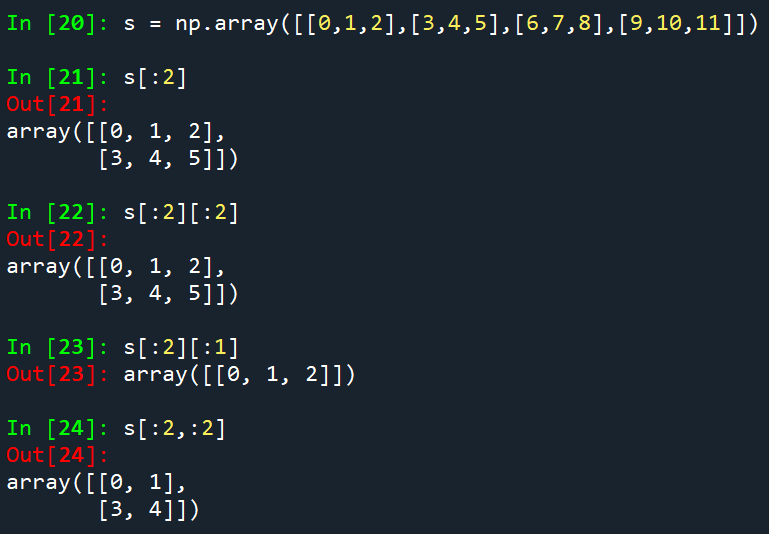 In [20]: s = np.array([[0,1,2],[3,4,5],[6,7,8],[9,10,11]])
In [21]: s[:2]
Out[21]:
array([[0, 1, 2],
       [3, 4, 5]])
In [22]: s[:2][:2]
Out[22]:
array([[0, 1, 2],
       [3, 4, 5]])
In [23]: s[:2][:1]
Out[23]: array([[0, 1, 2]])
In [24]: s[:2,:2]
Out[24]:
array([[0, 1],
       [3, 4]])